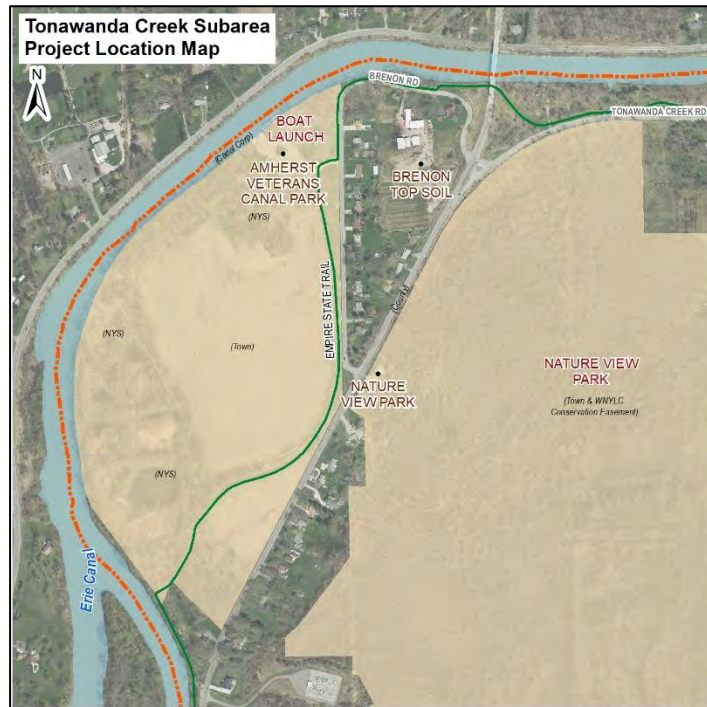 Tonawanda Creek Subarea
Project Location Map
N
BRENON RD
TONAWANDA CREEK RD
BOAT
LAUNCH
(Canal Corp)
AMHERST
VETERANS
CANAL PARK
BRENON
TOP SOIL
(NYS)
EMPIRE STATE TRAIL
(County)
(NYS)
(Town)
NATURE
VIEW PARK
NATURE VIEW
PARK
(Town & WNYLC
Conservation Easement)
(NYS)
Erie Canal